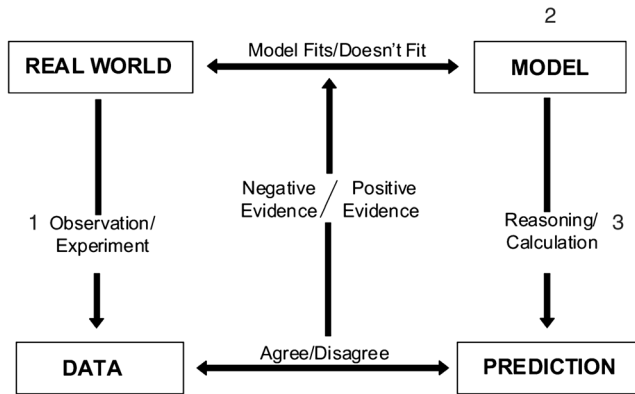 2
Model Fits/Doesn't Fit
REAL WORLD
MODEL
Negative Positive
Evidence / Evidence
1 Observation/
Experiment
Reasoning/ 3
Calculation
Agree/Disagree
DATA
PREDICTION